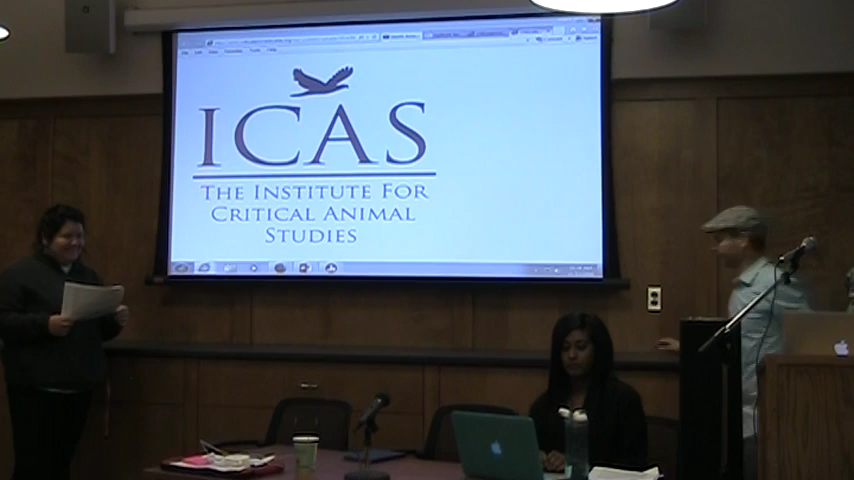 ICAS
THE INSTITUTE FOR
CRITICAL ANIMAL
STUDIES